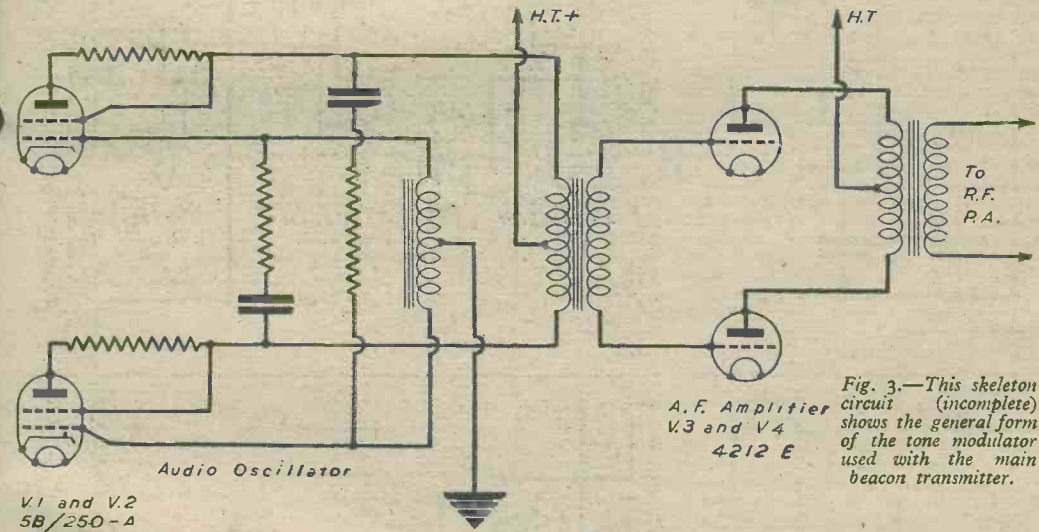 H.T.+
H.T
To
R.F.
P.A.
Audio Oscillator
V.1 and V.2
5B/250-A
A.F. Amplifier
V.3 and V4
4212 E
Fig. 3.—This skeleton
circuit (incomplete)
shows the general form
of the tone modulator
used with the main
beacon transmitter.